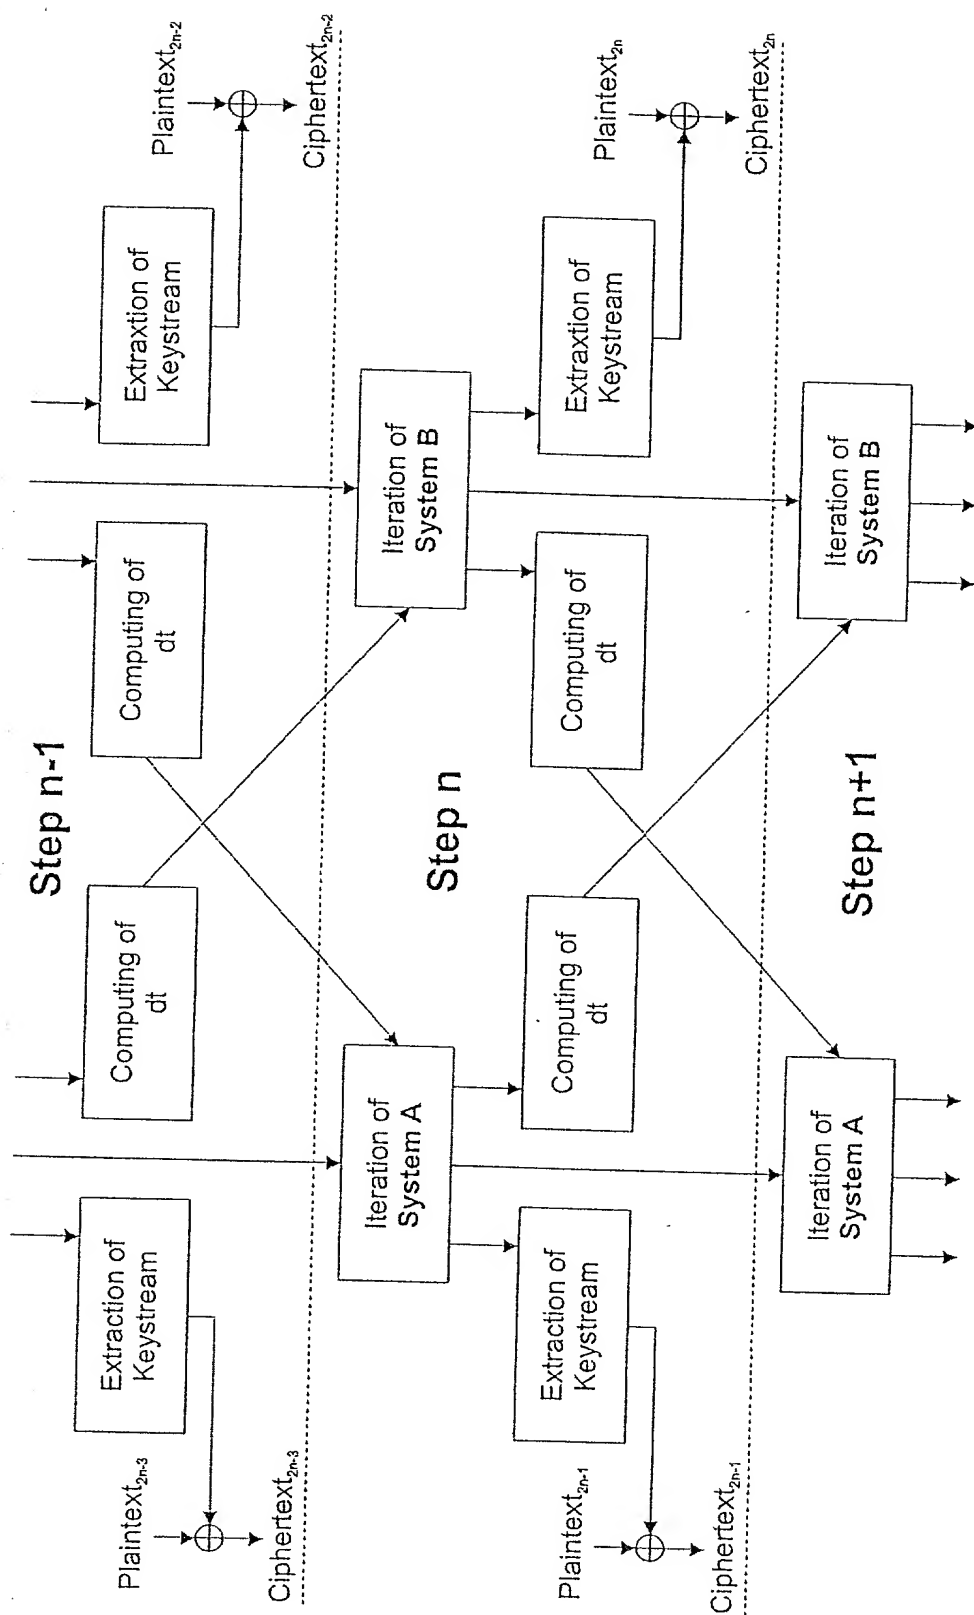 Step n-1
Extraction of
Keystream
Computing of
dt
Computing of
dt
Extraxtion of
Keystream
Plaintext2n-3
Plaintext2n-2
Ciphertext2n-3
Ciphertext2n-2
Iteration of
System A
Iteration of
System B
Step n
Extraction of
Keystream
Computing of
dt
Computing of
dt
Extraxtion of
Keystream
Plaintext2n-1
Plaintext2n
Ciphertext2n-1
Ciphertext2n
Iteration of
System A
Step n+1
Iteration of
System B